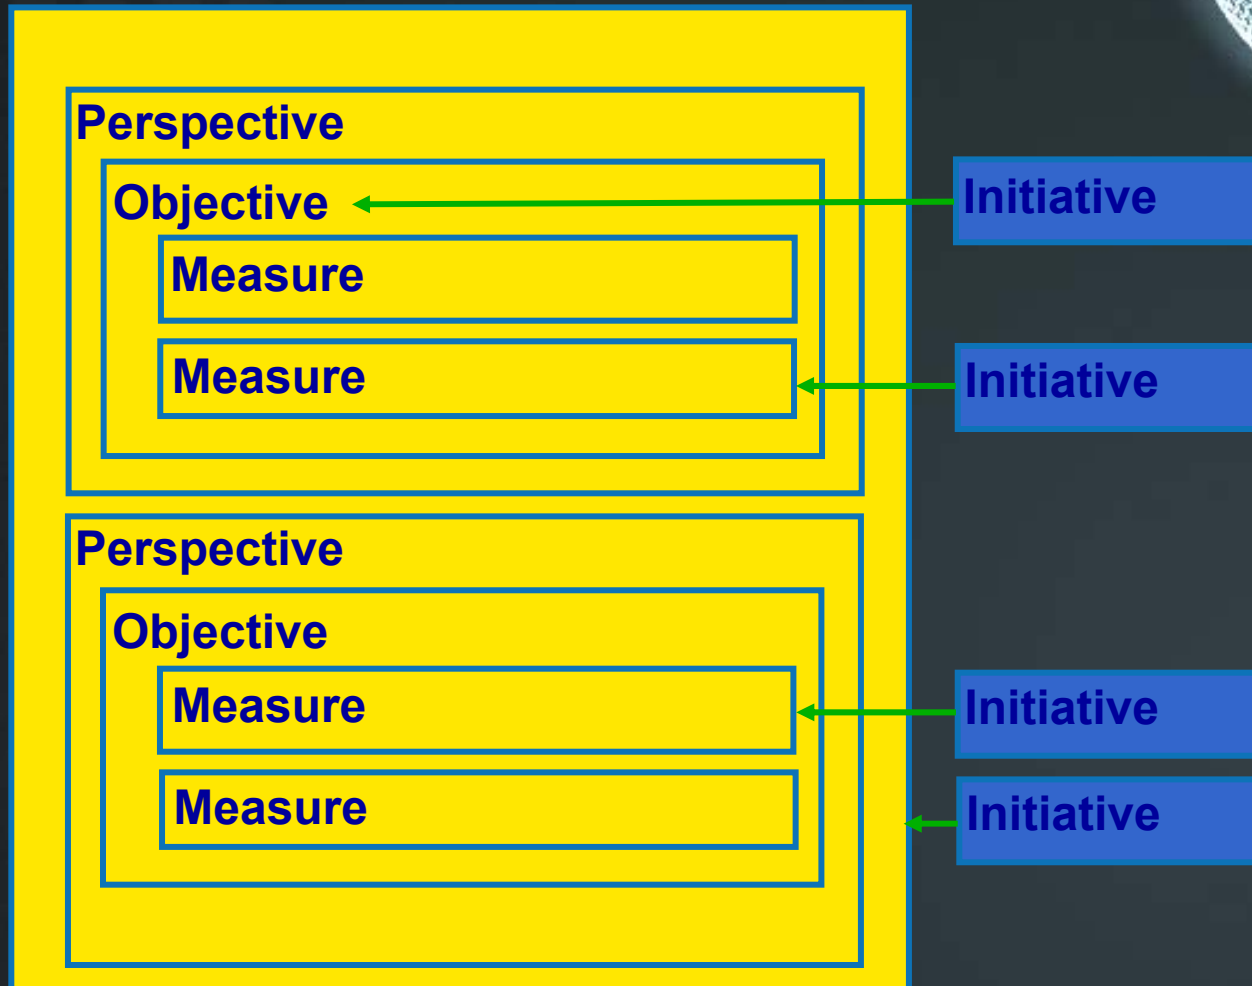 Perspective
Objective
Initiative
Measure
Measure
Initiative
Perspective
Objective
Measure
Initiative
Measure
Initiative